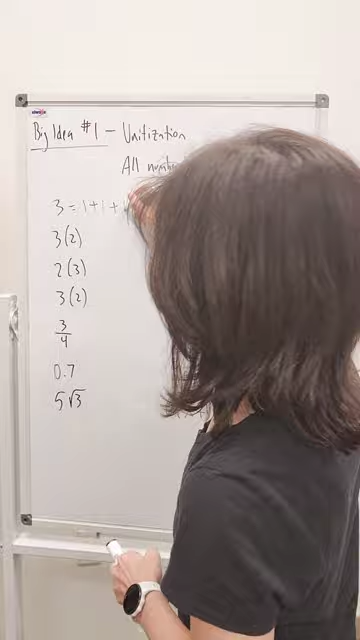 Big Idea #1 - Unitization
All
3 = 1 + 1 +
3(2)
2(3)
3(2)
3/4
0.7
5√3